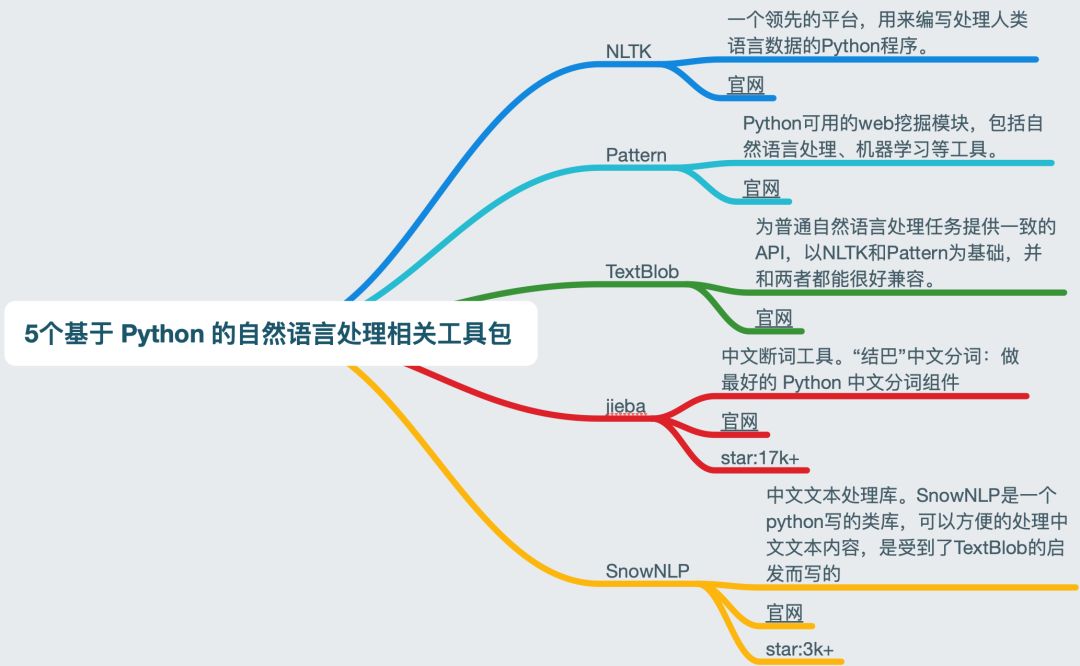 5个基于 Python 的自然语言处理相关工具包
NLTK
一个领先的平台，用来编写处理人类
语言数据的Python程序。
官网
Pattern
Python可用的web挖掘模块，包括自
然语言处理、机器学习等工具。
官网
TextBlob
为普通自然语言处理任务提供一致的
API，以NLTK和Pattern为基础，并
和两者都能很好兼容。
官网
jieba
中文断词工具。“结巴”中文分词：做
最好的 Python 中文分词组件
官网
star:17k+
SnowNLP
中文文本处理库。SnowNLP是一个
python写的类库，可以方便的处理中
文文本内容，是受到了TextBlob的启
发而写的
官网
star:3k+